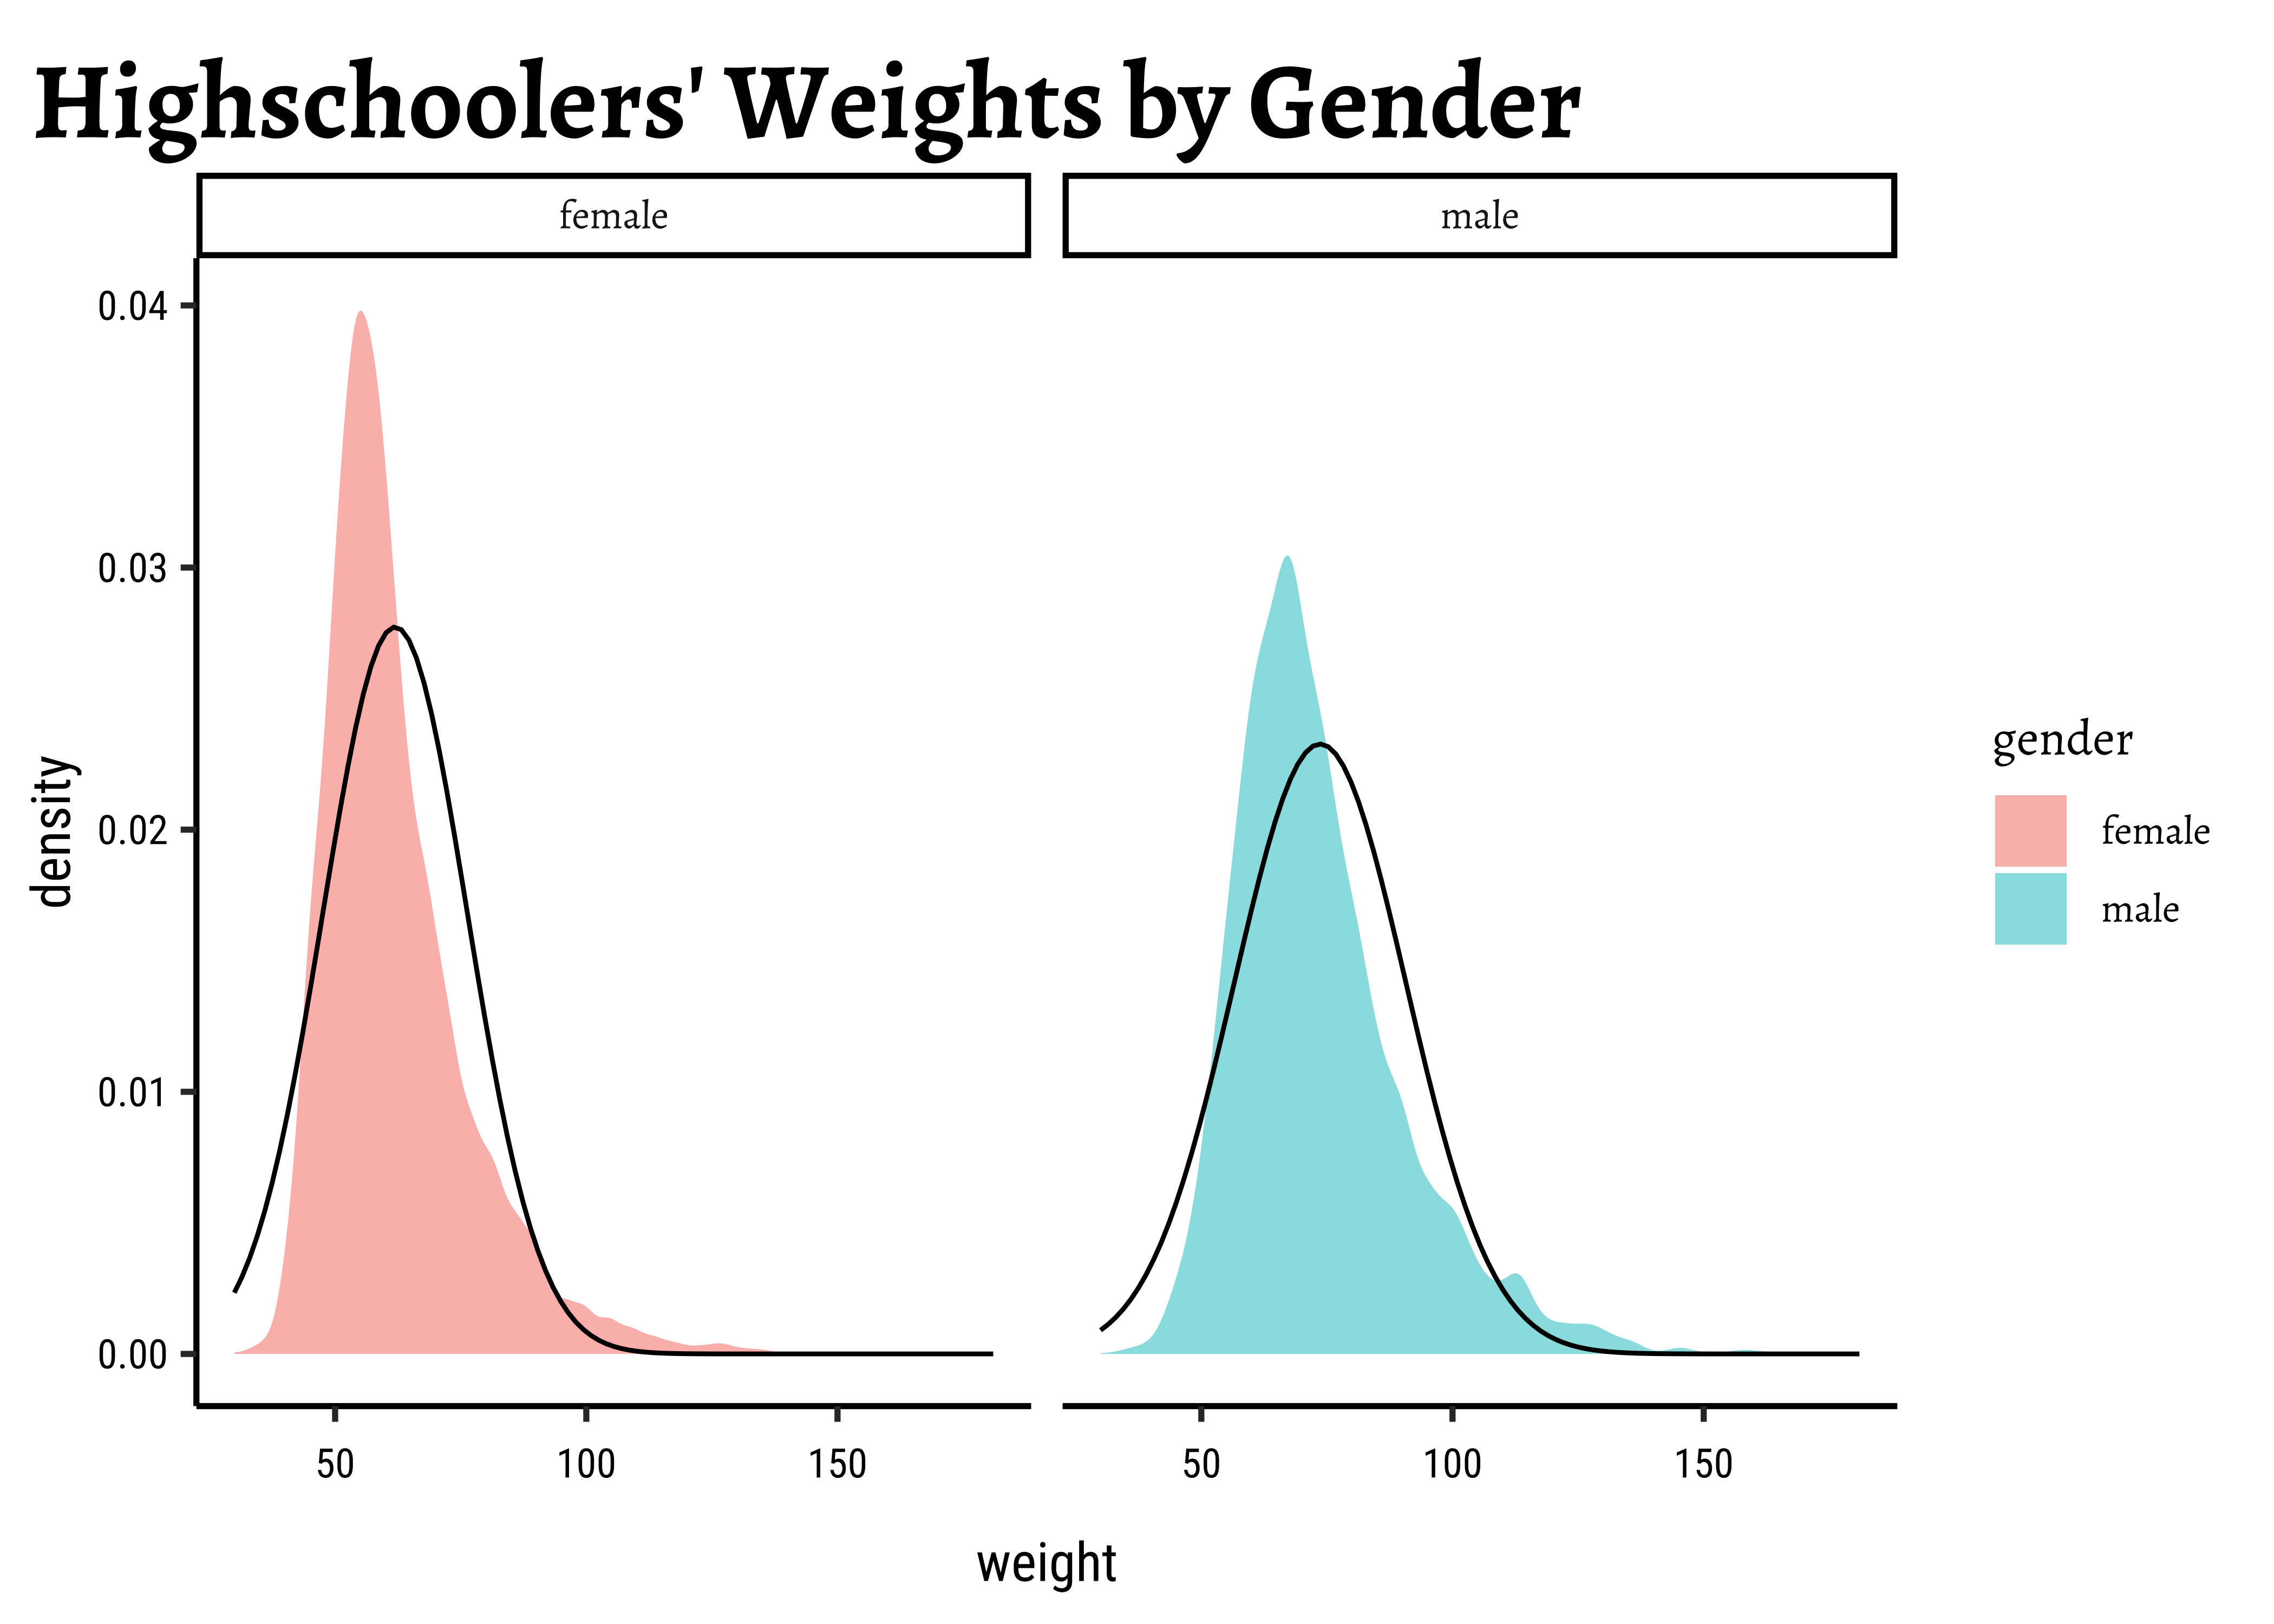 Highschoolers' Weights by Gender
female
male
0.04
0.03
0.02
0.01
0.00
density
50
100
150
50
100
150
weight
gender
female
male